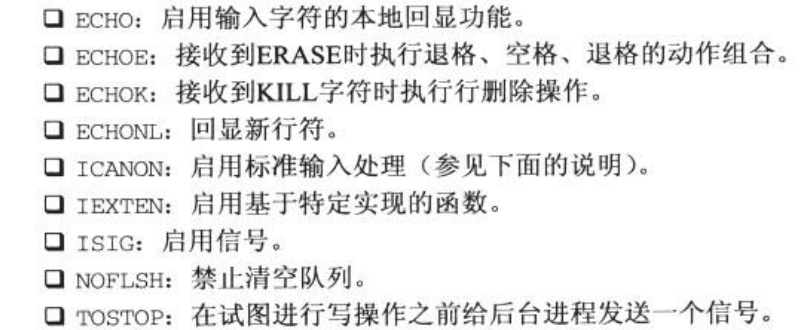 ❑ ECHO：启用输入字符的本地回显功能。
❑ ECHOE：接收到ERASE时执行退格、空格、退格的动作组合。
❑ ECHOK：接收到KILL字符时执行行删除操作。
❑ ECHONL：回显新行符。
❑ ICANON：启用标准输入处理（参见下面的说明）。
❑ IEXTEN：启用基于特定实现的函数。
❑ ISIG：启用信号。
❑ NOFLSH：禁止清空队列。
❑ TOSTOP：在试图进行写操作之前给后台进程发送一个信号。